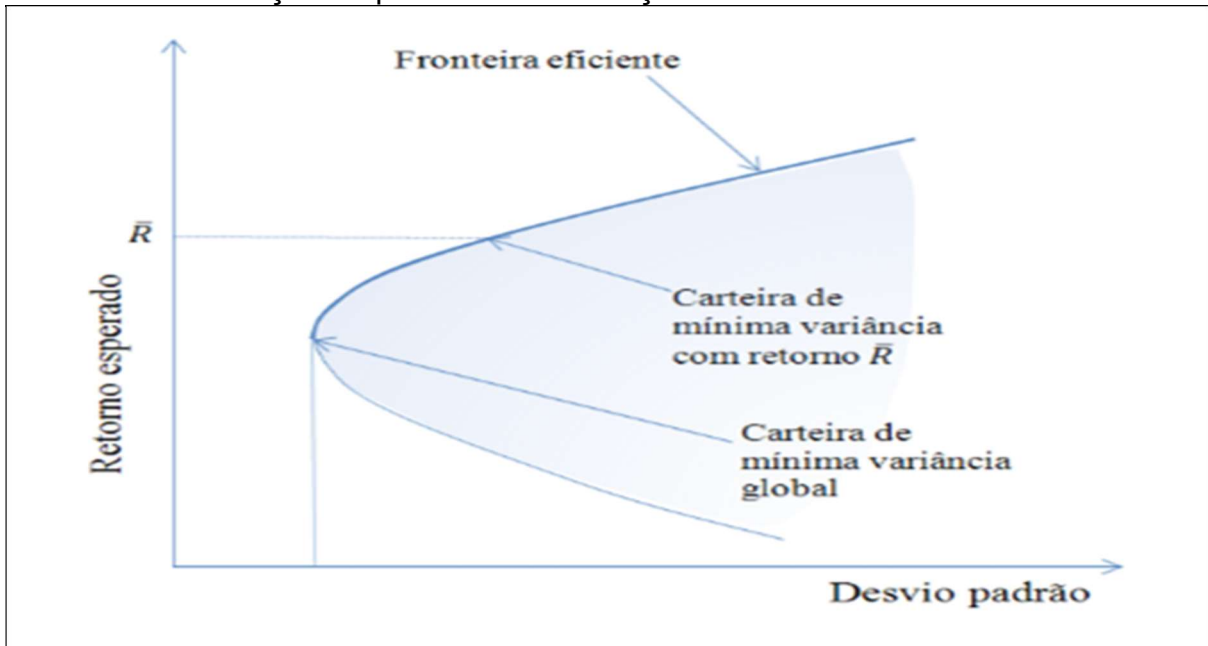 Fronteira eficiente
R̄
Retorno esperado
Carteira de
mínima variância
com retorno R̄
Carteira de
mínima variância
global
Desvio padrão